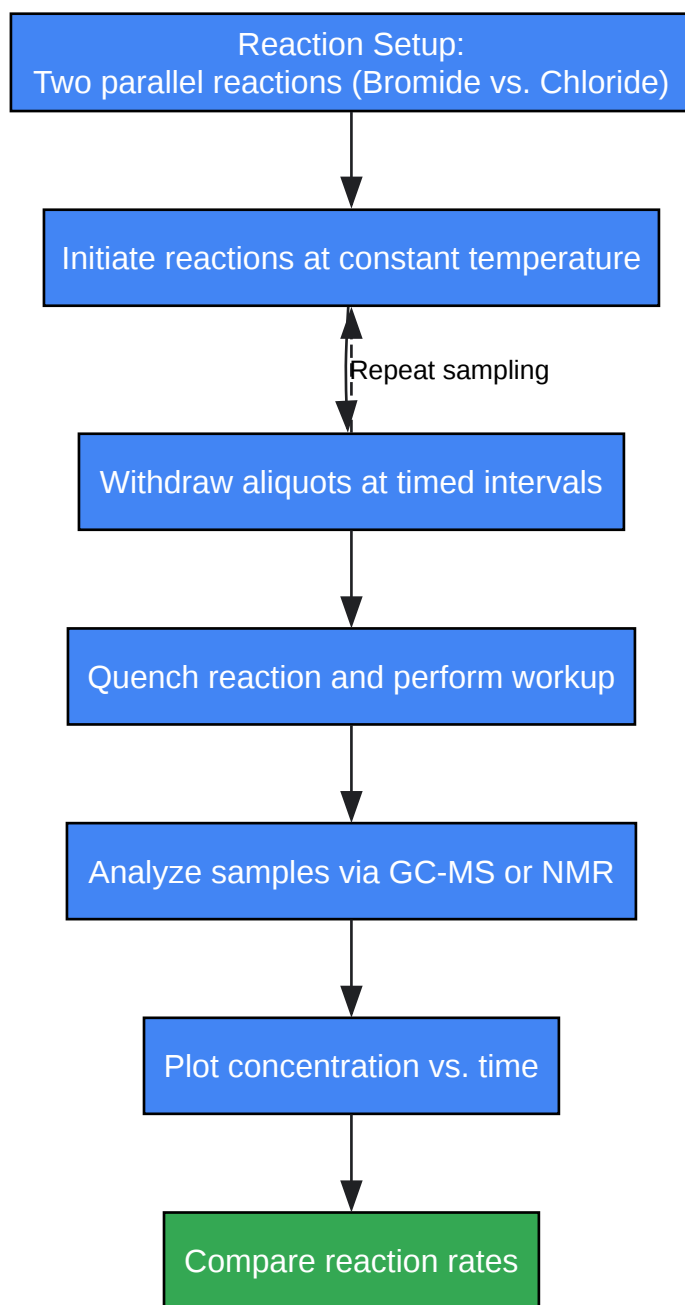 Reaction Setup:
Two parallel reactions (Bromide vs. Chloride)
Initiate reactions at constant temperature
Repeat sampling
Withdraw aliquots at timed intervals
Quench reaction and perform workup
Analyze samples via GC-MS or NMR
Plot concentration vs. time
Compare reaction rates